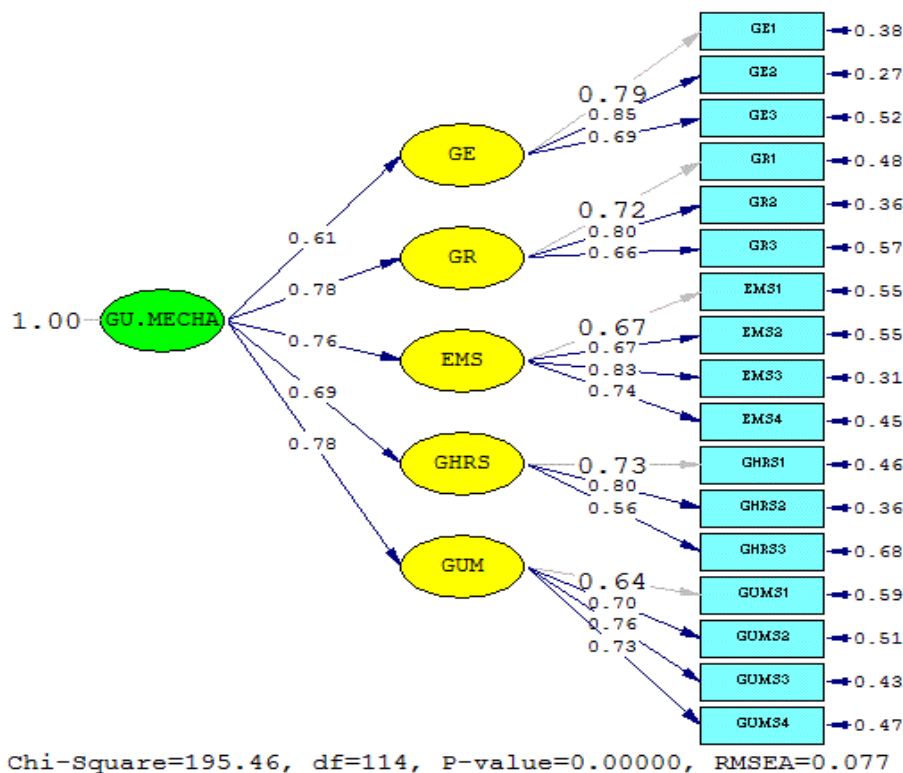 GE1 0.38
GE2 0.27
0.79
0.85
GE3 0.52
0.69
GE
GR1 0.48
GR2 0.36
0.72
0.80
GR3 0.57
0.66
0.61
GR
EMS1 0.55
0.78
1.00 GU.MECHA
EMS2 0.55
0.67
0.67
0.76
EMS
EMS3 0.31
0.83
0.74
0.69
EMS4 0.45
0.78
GHRS
GHRS1 0.46
0.73
0.80
GHRS2 0.36
0.56
GHRS3 0.68
GUM
0.64
GUMS1 0.59
0.70
0.76
GUMS2 0.51
0.73
GUMS3 0.43
GUMS4 0.47
Chi-Square=195.46, df=114, P-value=0.00000, RMSEA=0.077